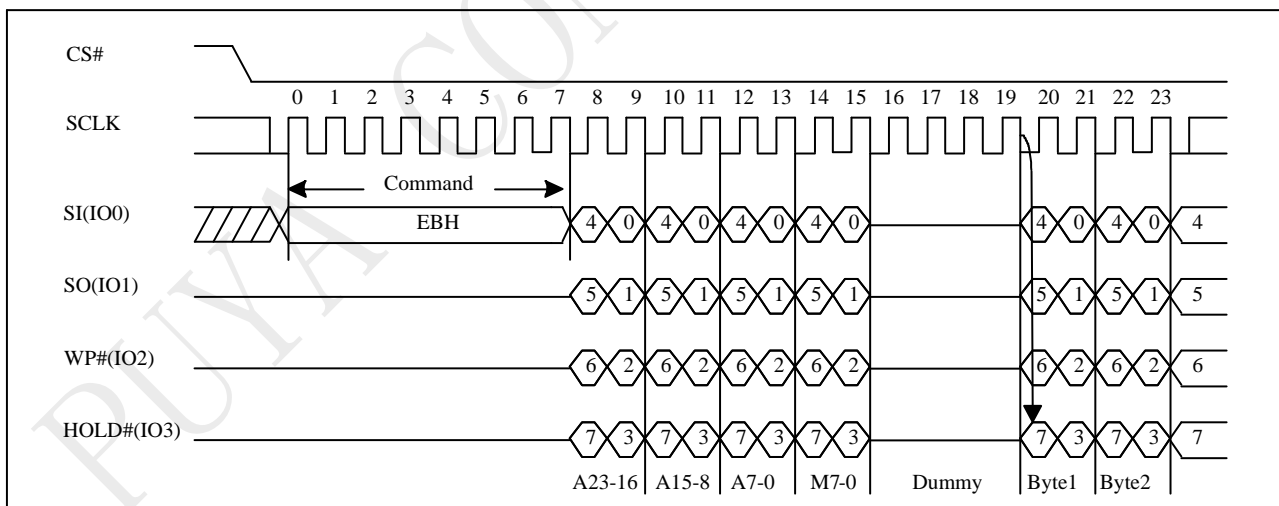 PUYA CON
CS#
0 1 2 3 4 5 6 7 8 9 10 11 12 13 14 15 16 17 18 19 20 21 22 23
SCLK
Command
SI(IO0) EBH 4 0 4 0 4 0 4 0 4 0 4 0 4
SO(IO1) 5 1 5 1 5 1 5 1 5 1 5 1 5
WP#(IO2) 6 2 6 2 6 2 6 2 6 2 6 2 6
HOLD#(IO3) 7 3 7 3 7 3 7 3 7 3 7 3 7
A23-16 A15-8 A7-0 M7-0 Dummy Byte1 Byte2